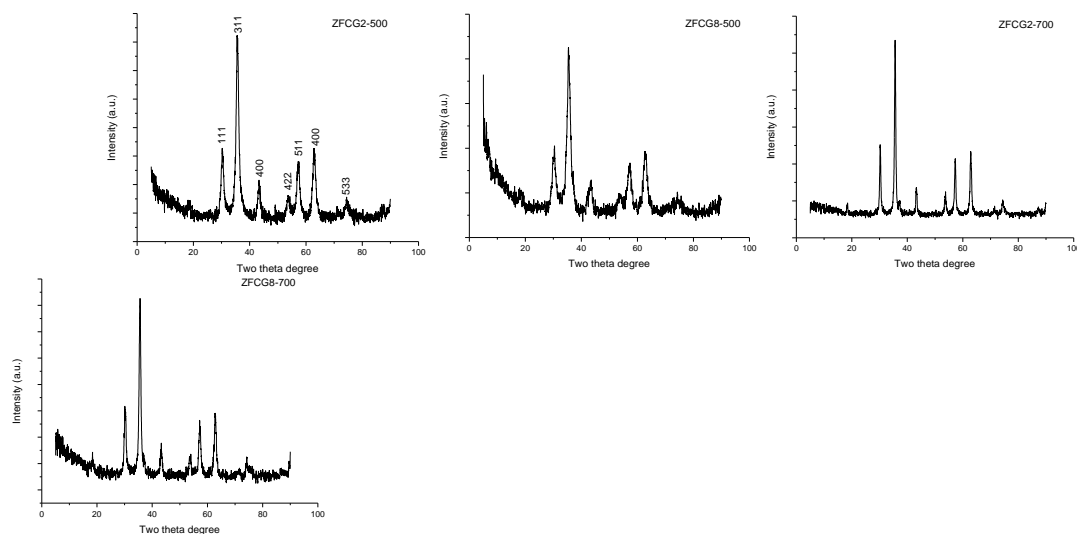 ZFCG2-500
311
111
400
422
511
400
533
Intensity (a.u.)
0 20 40 60 80 100
Two theta degree
ZFCG8-500
Intensity (a.u.)
0 20 40 60 80 100
Two theta degree
ZFCG2-700
Intensity (a.u.)
0 20 40 60 80 100
Two theta degree
ZFCG8-700
Intensity (a.u.)
0 20 40 60 80 100
Two theta degree